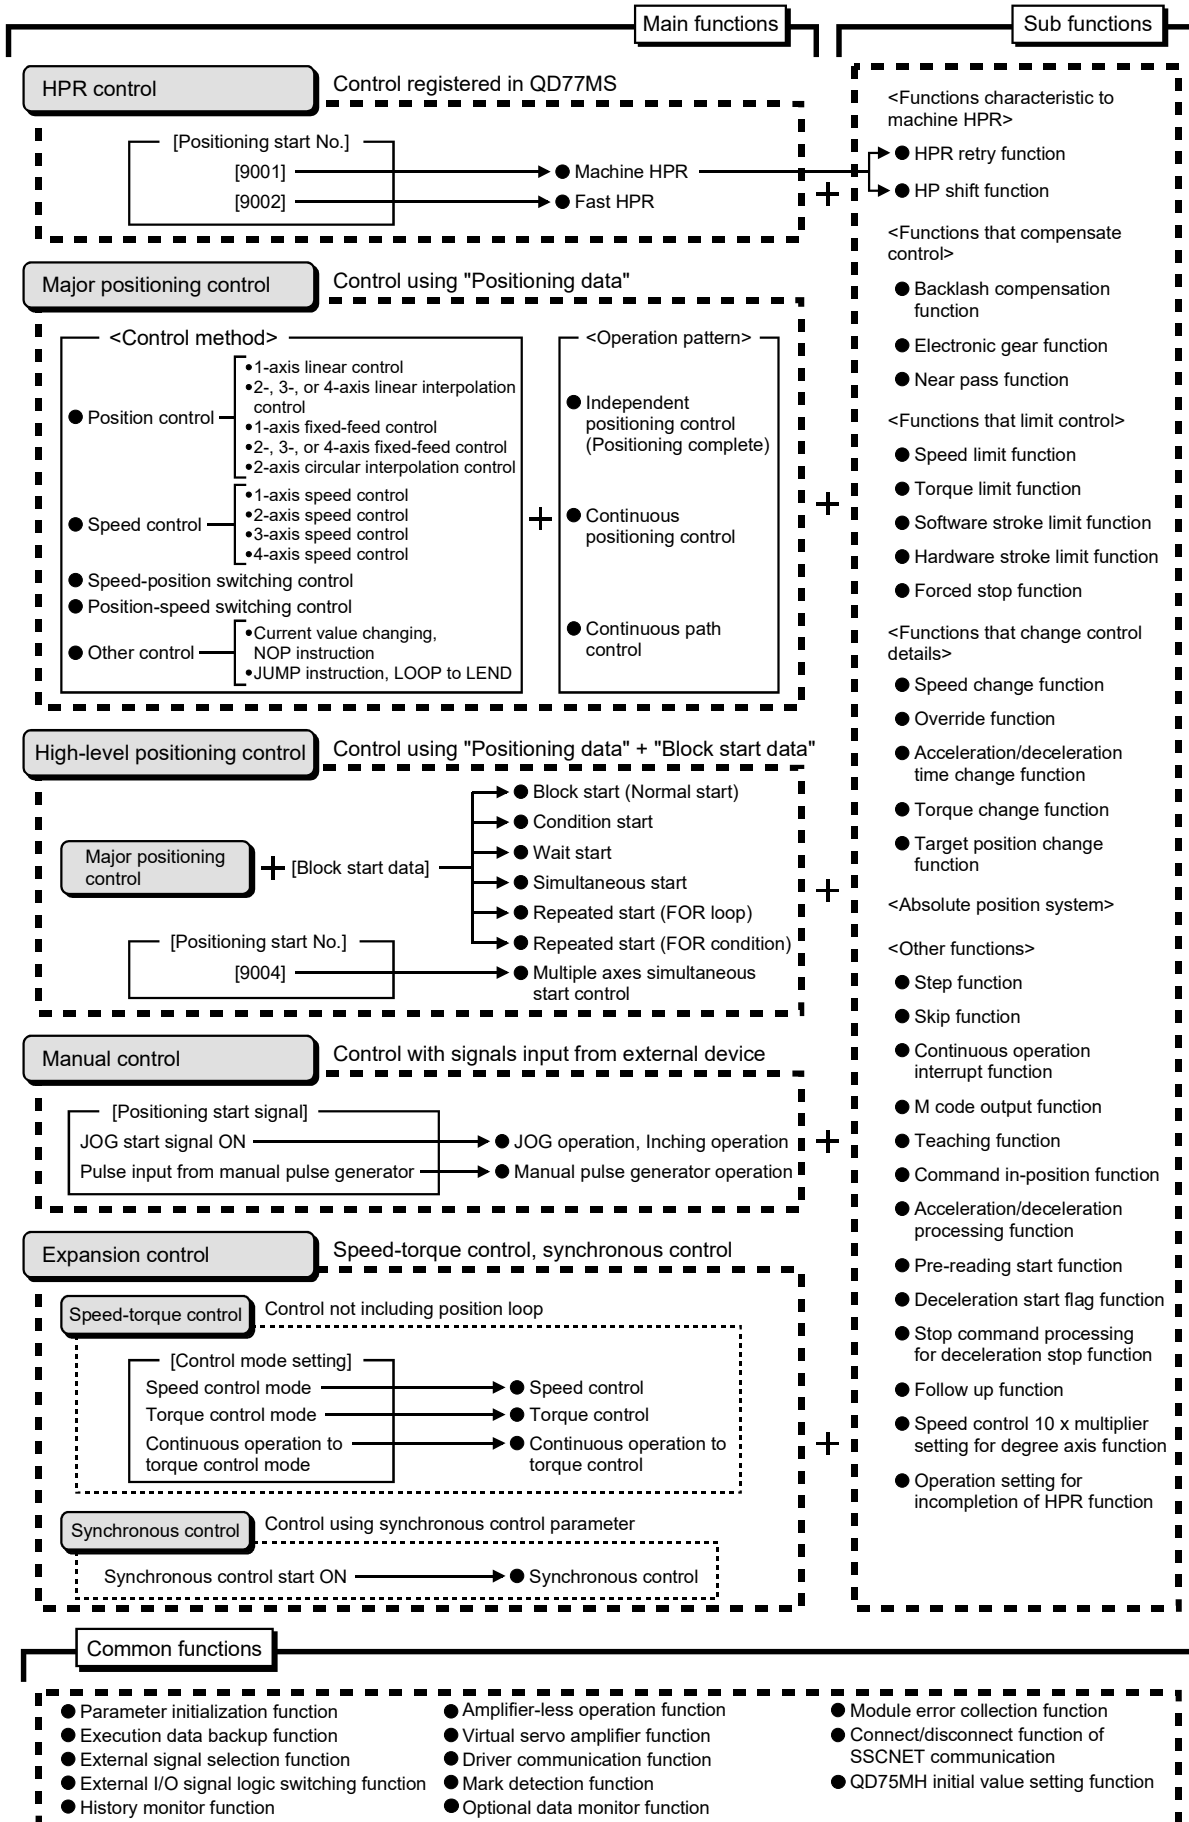 Main functions
Sub functions
HPR control
Control registered in QD77MS
[Positioning start No.]
[9001]
● Machine HPR
[9002]
● Fast HPR
Major positioning control
Control using "Positioning data"
<Control method>
● Position control
•1-axis linear control
•2-, 3-, or 4-axis linear interpolation
control
•1-axis fixed-feed control
•2-, 3-, or 4-axis fixed-feed control
•2-axis circular interpolation control
● Speed control
•1-axis speed control
•2-axis speed control
•3-axis speed control
•4-axis speed control
● Speed-position switching control
● Position-speed switching control
● Other control
•Current value changing,
NOP instruction
•JUMP instruction, LOOP to LEND
+
<Operation pattern>
● Independent
positioning control
(Positioning complete)
● Continuous
positioning control
● Continuous path
control
High-level positioning control
Control using "Positioning data" + "Block start data"
Major positioning
control
+ [Block start data]
● Block start (Normal start)
● Condition start
● Wait start
● Simultaneous start
● Repeated start (FOR loop)
● Repeated start (FOR condition)
[Positioning start No.]
[9004]
● Multiple axes simultaneous
start control
Manual control
Control with signals input from external device
[Positioning start signal]
JOG start signal ON
● JOG operation, Inching operation
Pulse input from manual pulse generator
● Manual pulse generator operation
Expansion control
Speed-torque control, synchronous control
Speed-torque control
Control not including position loop
[Control mode setting]
Speed control mode
● Speed control
Torque control mode
● Torque control
Continuous operation to
torque control mode
● Continuous operation to
torque control
Synchronous control
Control using synchronous control parameter
Synchronous control start ON
● Synchronous control
+
+
+
+
+
<Functions characteristic to
machine HPR>
● HPR retry function
● HP shift function
<Functions that compensate
control>
● Backlash compensation
function
● Electronic gear function
● Near pass function
<Functions that limit control>
● Speed limit function
● Torque limit function
● Software stroke limit function
● Hardware stroke limit function
● Forced stop function
<Functions that change control
details>
● Speed change function
● Override function
● Acceleration/deceleration
time change function
● Torque change function
● Target position change
function
<Absolute position system>
<Other functions>
● Step function
● Skip function
● Continuous operation
interrupt function
● M code output function
● Teaching function
● Command in-position function
● Acceleration/deceleration
processing function
● Pre-reading start function
● Deceleration start flag function
● Stop command processing
for deceleration stop function
● Follow up function
● Speed control 10 x multiplier
setting for degree axis function
● Operation setting for
incompletion of HPR function
Common functions
● Parameter initialization function
● Execution data backup function
● External signal selection function
● External I/O signal logic switching function
● History monitor function
● Amplifier-less operation function
● Virtual servo amplifier function
● Driver communication function
● Mark detection function
● Optional data monitor function
● Module error collection function
● Connect/disconnect function of
SSCNET communication
● QD75MH initial value setting function